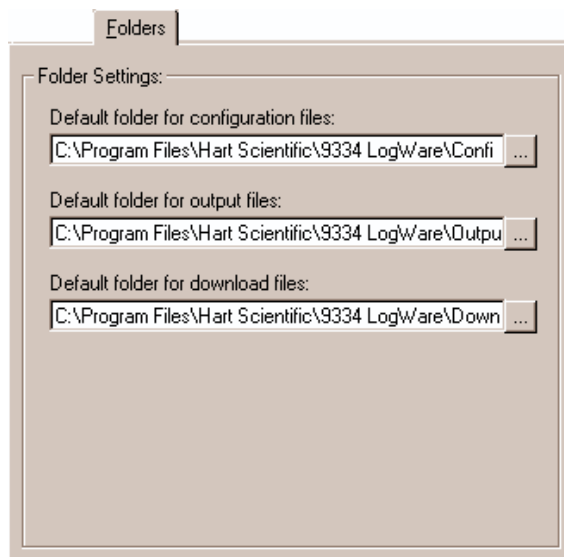 Folders
Folder Settings:
Default folder for configuration files:
C:\Program Files\Hart Scientific\9334 LogWare\Confi ...
Default folder for output files:
C:\Program Files\Hart Scientific\9334 LogWare\Outpu ...
Default folder for download files:
C:\Program Files\Hart Scientific\9334 LogWare\Down ...